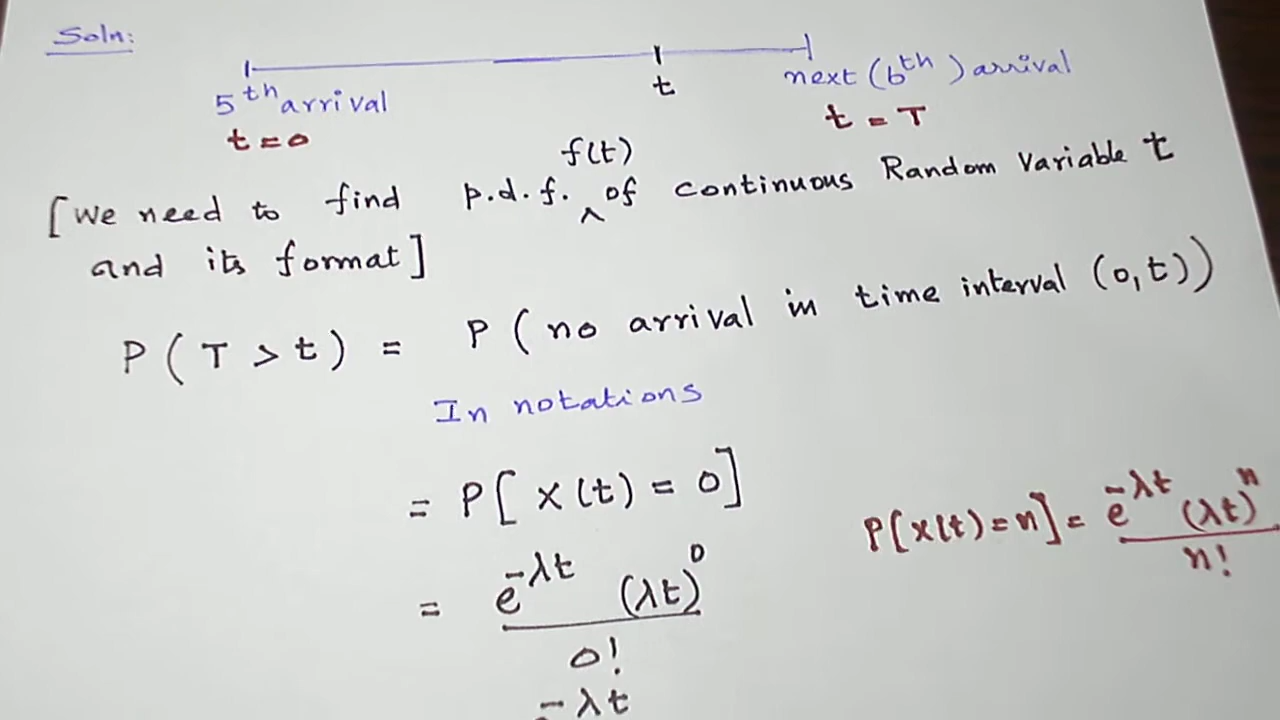 Soln:
5th arrival t next (6th) arrival
t = 0 t = T
f(t)
[We need to find p.d.f. ^ of continuous Random Variable t
and its format]
P(T > t) = P(no arrival in time interval (0,t))
In notations
= P[X(t) = 0]
P[X(t) = n] = e^-λt (λt)^n / n!
= e^-λt (λt)^0 / 0!
-λt